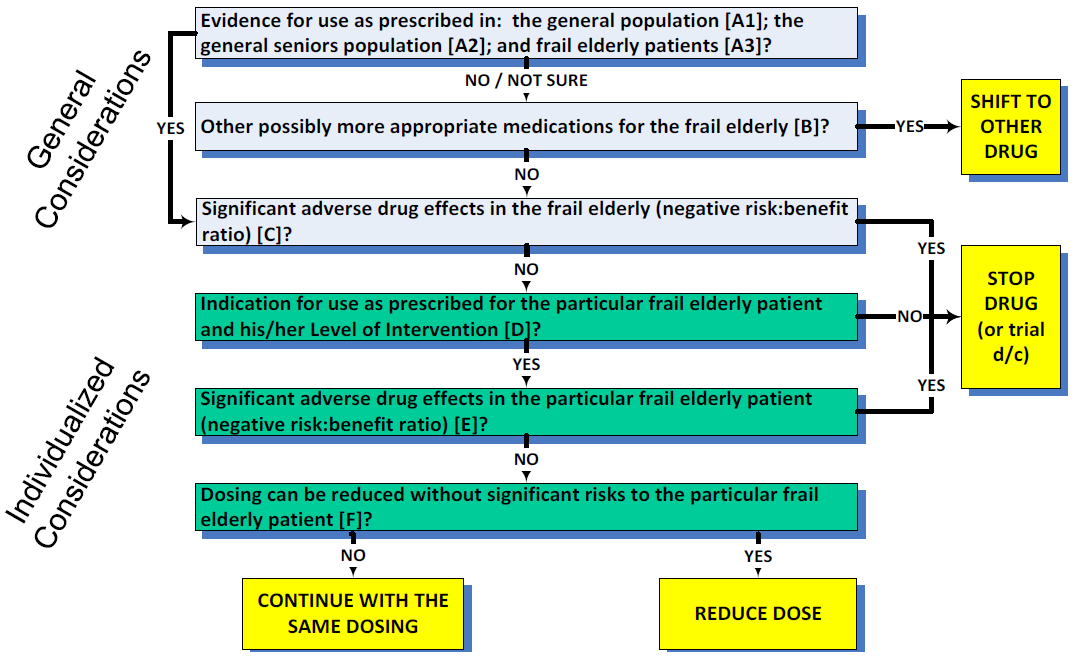 Evidence for use as prescribed in:  the general population [A1]; the
general seniors population [A2]; and frail elderly patients [A3]?
NO / NOT SURE
General
Considerations
YES
Other possibly more appropriate medications for the frail elderly [B]?
YES
SHIFT TO
OTHER
DRUG
NO
Significant adverse drug effects in the frail elderly (negative risk:benefit
ratio) [C]?
YES
NO
Indication for use as prescribed for the particular frail elderly patient
and his/her Level of Intervention [D]?
NO
STOP
DRUG
(or trial
d/c)
YES
Individualized
Considerations
Significant adverse drug effects in the particular frail elderly patient
(negative risk:benefit ratio) [E]?
YES
NO
Dosing can be reduced without significant risks to the particular frail
elderly patient [F]?
NO
YES
CONTINUE WITH THE
SAME DOSING
REDUCE DOSE